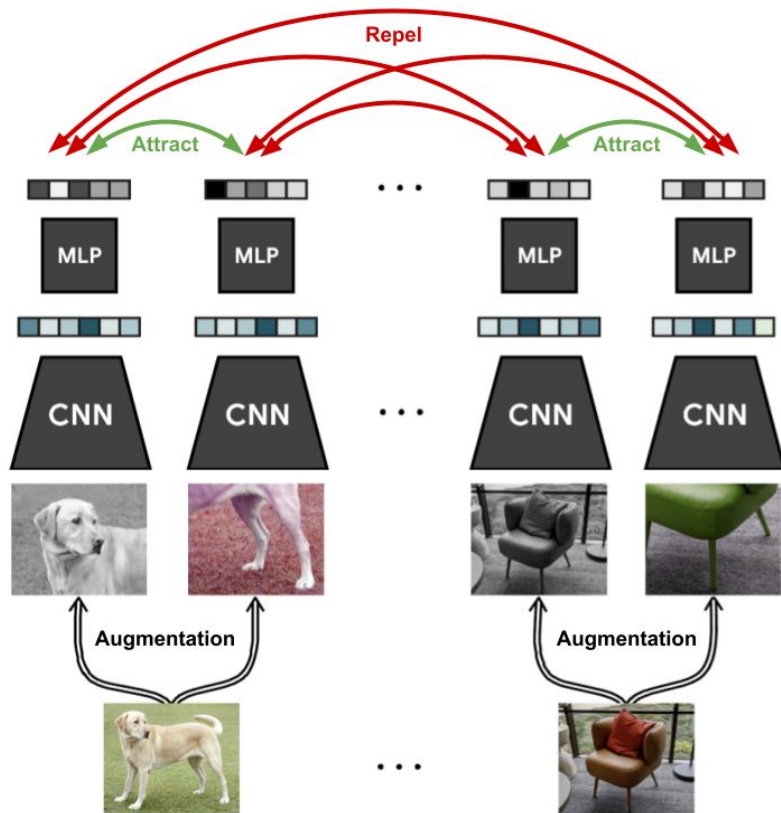 Repel
Attract Attract
MLP MLP MLP MLP
CNN CNN CNN CNN
Augmentation Augmentation